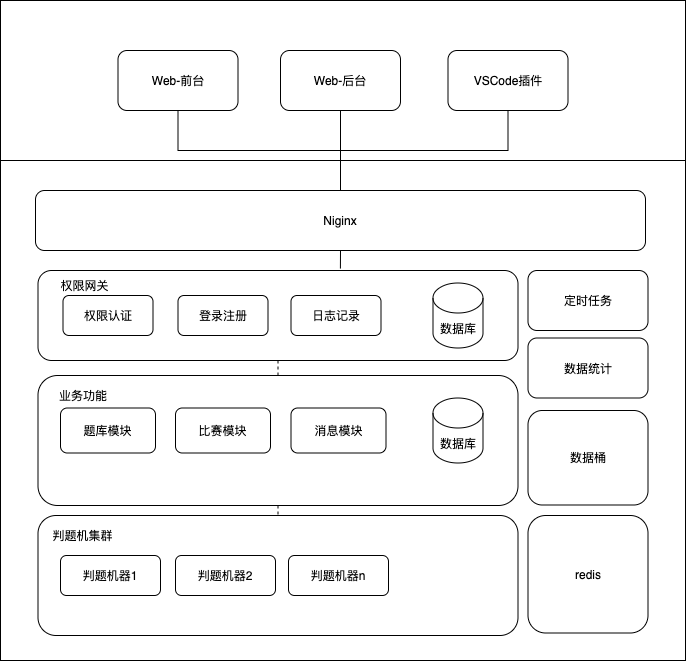 Web-前台
Web-后台
VSCode插件
Niginx
权限网关
权限认证
登录注册
日志记录
数据库
定时任务
数据统计
业务功能
题库模块
比赛模块
消息模块
数据库
数据桶
判题机集群
判题机器1
判题机器2
判题机器n
redis